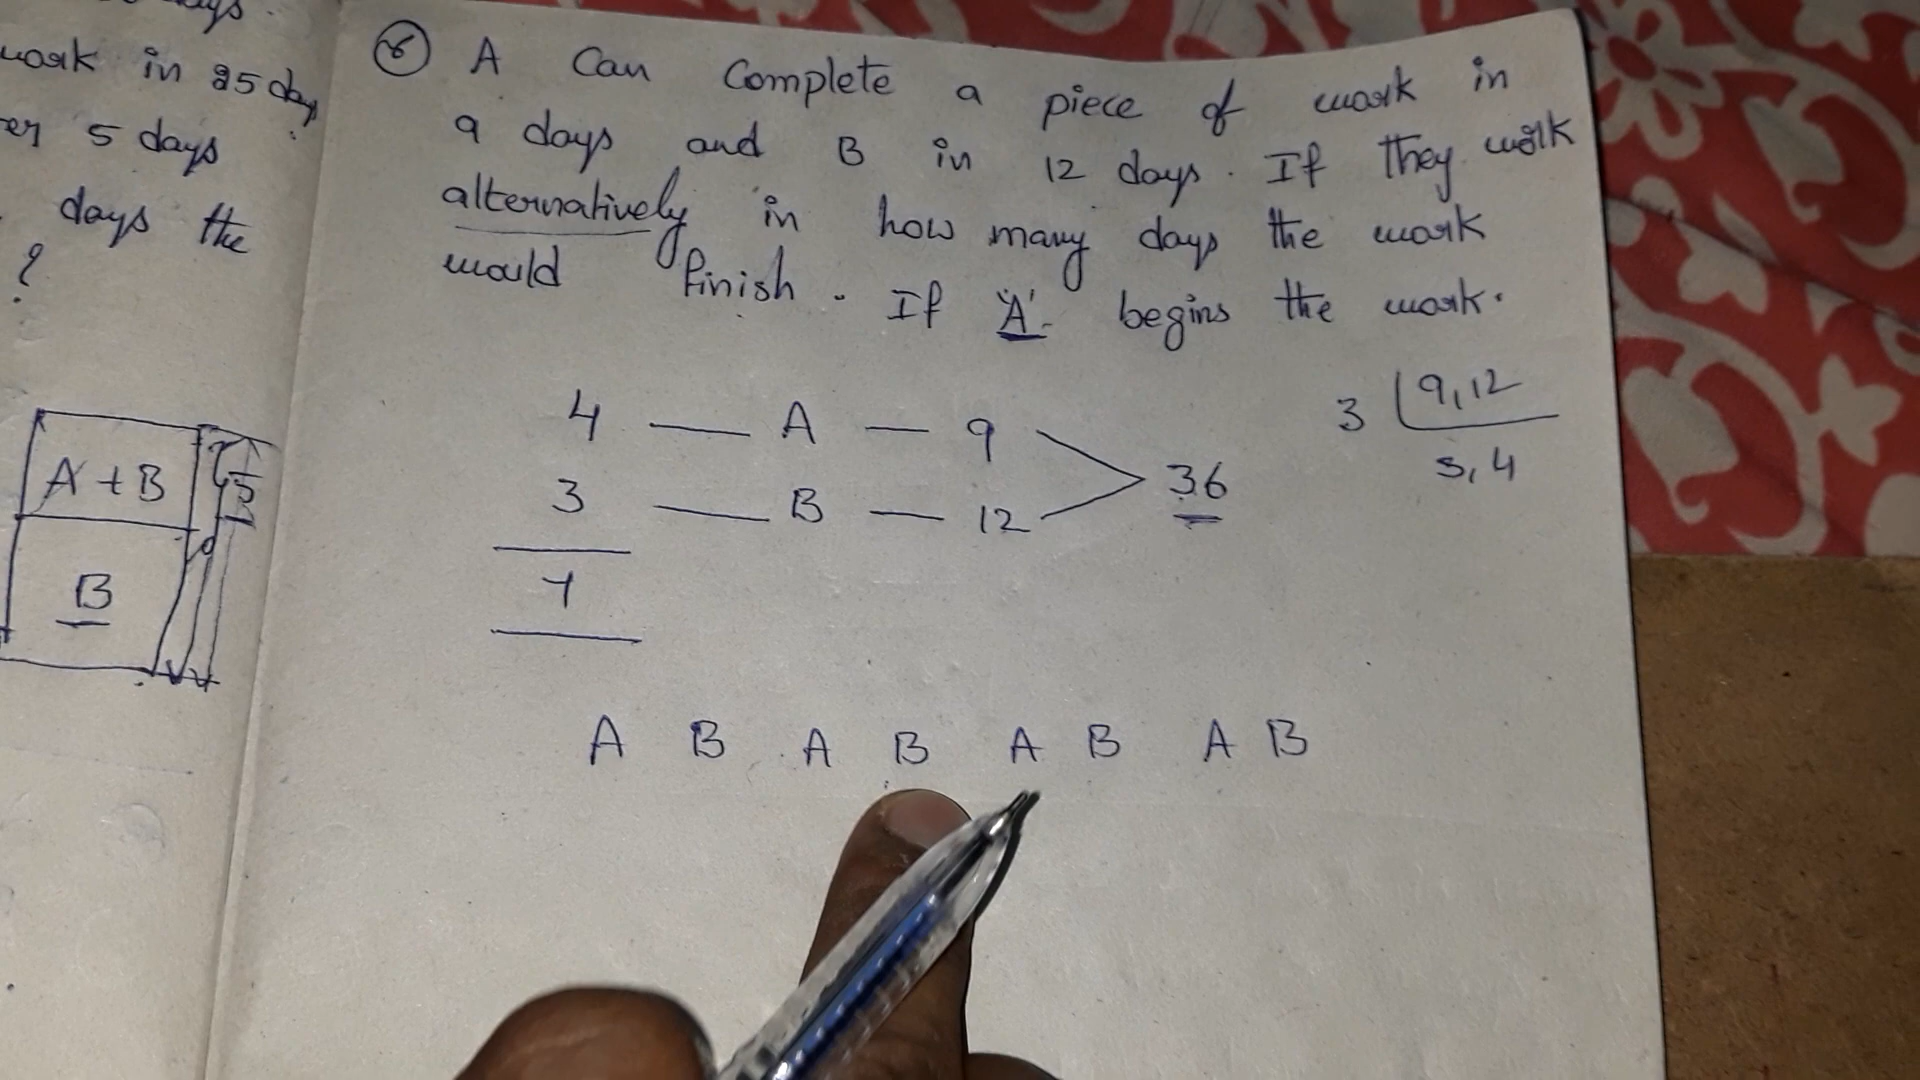 days.
work in 25 days
5 days
days the
?
A + B
B
8 A Can Complete a piece of work in
9 days and B in 12 days. If they work
alternatively in how many days the work
would finish. If 'A' begins the work.
4 — A — 9
3 — B — 12
36
7
3 9,12
3,4
A B A B A B A B